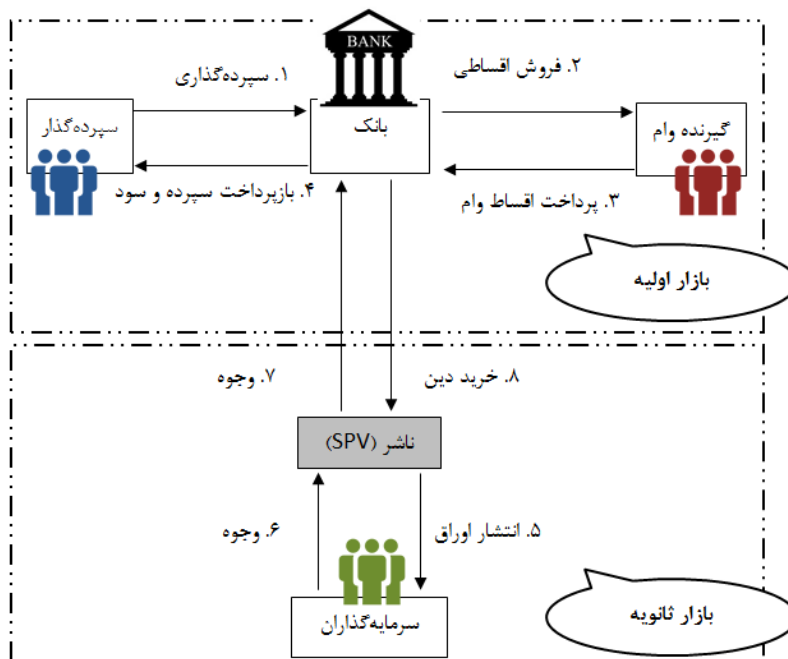 BANK
۱. سپرده‌گذاری
۲. فروش اقساطی
سپرده‌گذار
بانک
گیرنده وام
۴. بازپرداخت سپرده و سود
۳. پرداخت اقساط وام
بازار اولیه
۷. وجوه
۸. خرید دین
ناشر (SPV)
۶. وجوه
۵. انتشار اوراق
سرمایه‌گذاران
بازار ثانویه